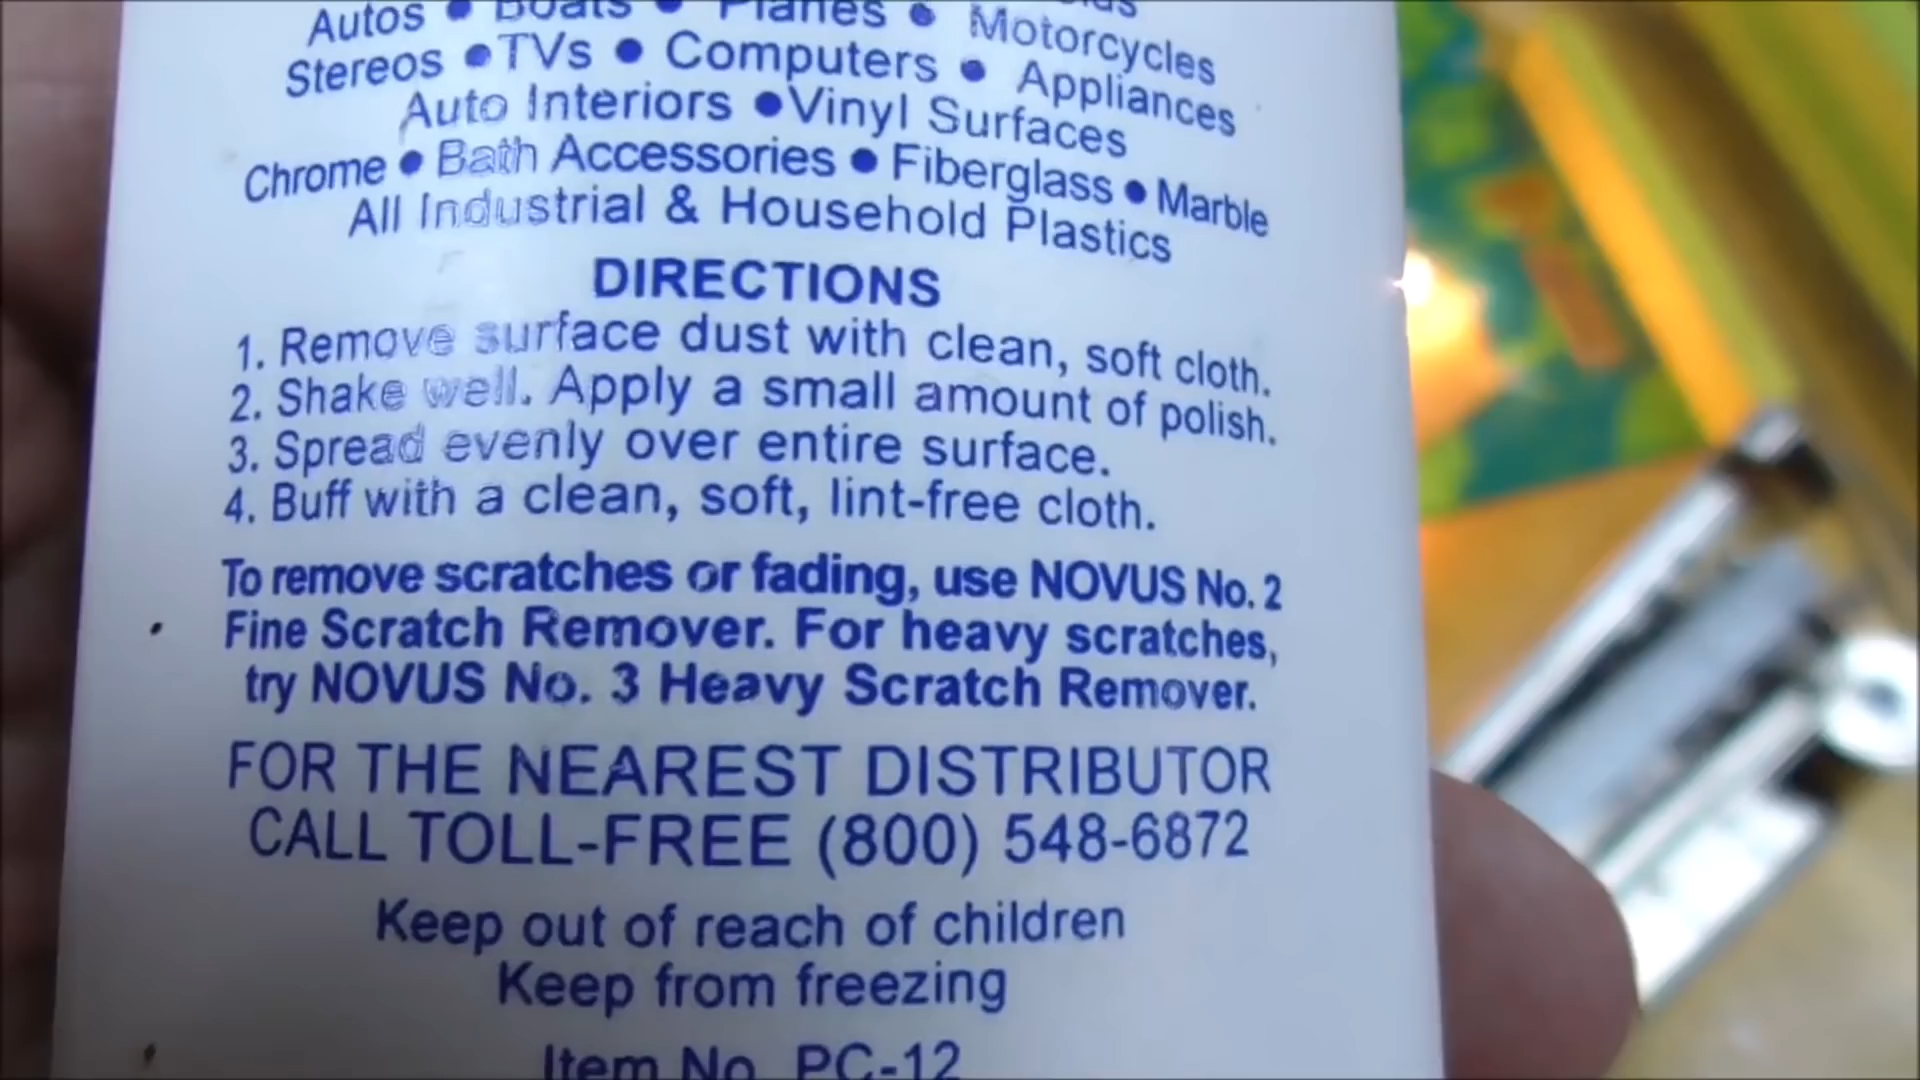 Autos • Boats • Planes • Motorcycles
Stereos • TVs • Computers • Appliances
Auto Interiors • Vinyl Surfaces
Chrome • Bath Accessories • Fiberglass • Marble
All Industrial & Household Plastics
DIRECTIONS
1. Remove surface dust with clean, soft cloth.
2. Shake well. Apply a small amount of polish.
3. Spread evenly over entire surface.
4. Buff with a clean, soft, lint-free cloth.
To remove scratches or fading, use NOVUS No. 2
Fine Scratch Remover. For heavy scratches,
try NOVUS No. 3 Heavy Scratch Remover.
FOR THE NEAREST DISTRIBUTOR
CALL TOLL-FREE (800) 548-6872
Keep out of reach of children
Keep from freezing
Item No. PC-12